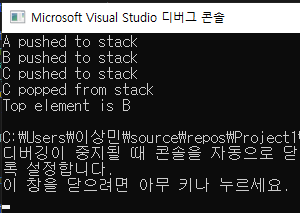 Microsoft Visual Studio 디버그 콘솔
A pushed to stack
B pushed to stack
C pushed to stack
C popped from stack
Top element is B
C:\Users\이상민\source\repos\Project1\
디버깅이 중지될 때 콘솔을 자동으로 닫
록 설정합니다.
이 창을 닫으려면 아무 키나 누르세요.